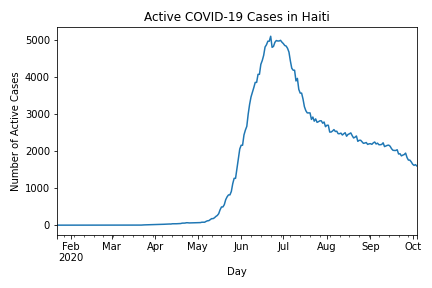 Active COVID-19 Cases in Haiti
Number of Active Cases
5000
4000
3000
2000
1000
0
Feb Mar Apr May Jun Jul Aug Sep Oct
2020
Day